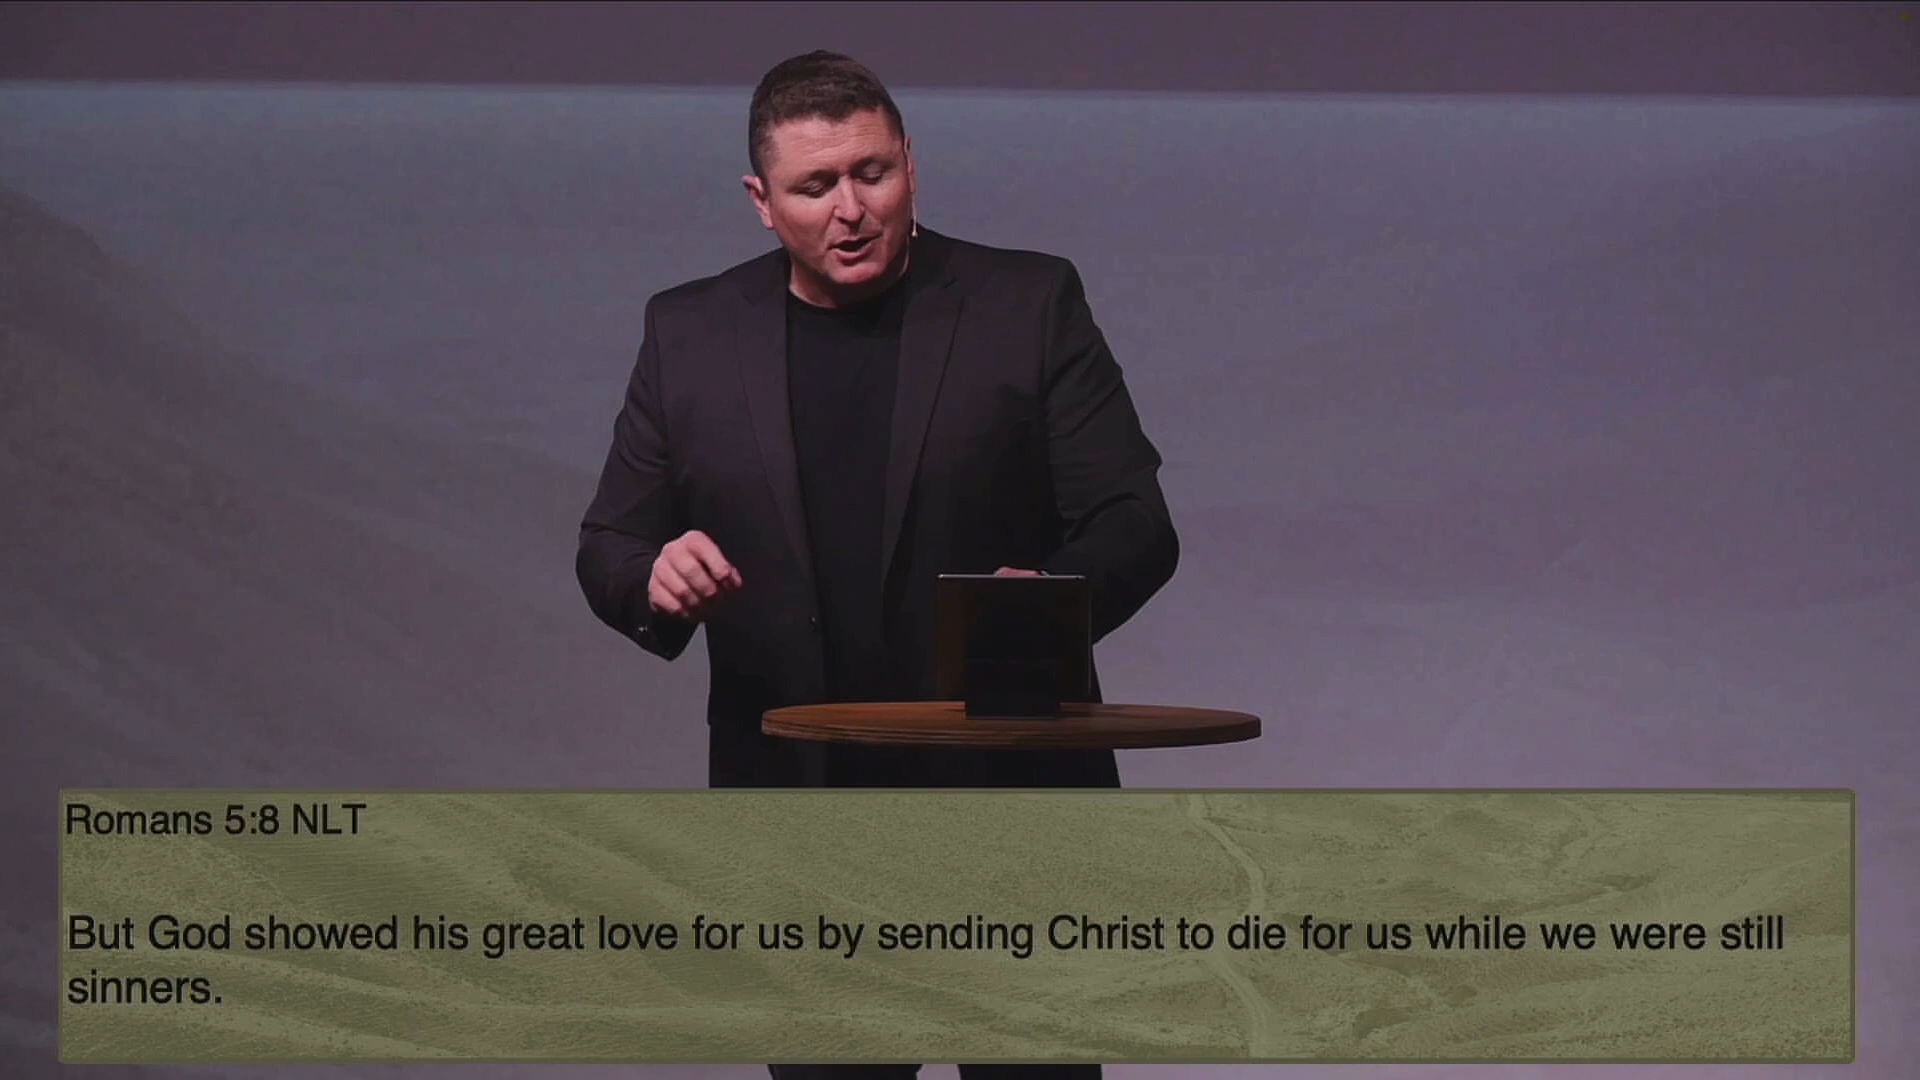 Romans 5:8 NLT
But God showed his great love for us by sending Christ to die for us while we were still
sinners.